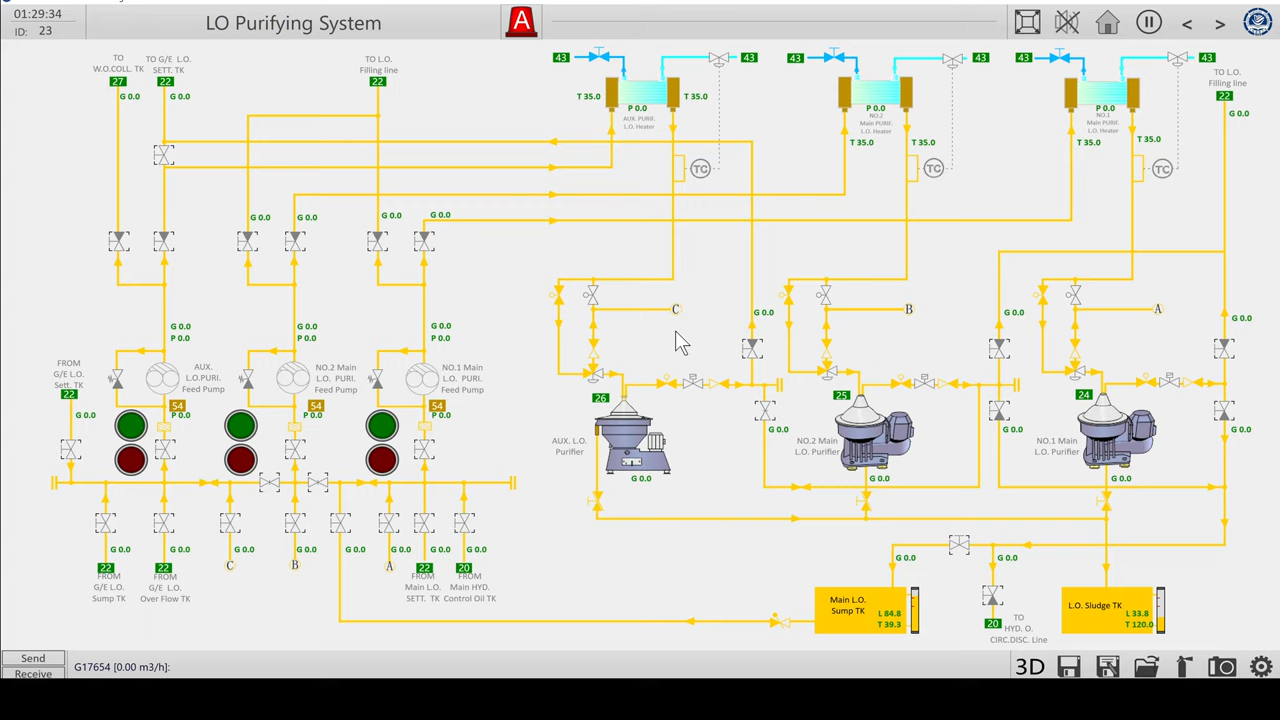 01:29:34
ID: 23
LO Purifying System
A
TO
W.O.COLL. TK
27
G 0.0
TO G/E L.O.
SETT. TK
22
G 0.0
TO L.O.
Filling line
22
43
43
T 35.0
P 0.0
T 35.0
AUX. PURIF.
L.O. Heater
43
43
P 0.0
NO.2
Main PURIF.
L.O. Heater
T 35.0
T 35.0
43
43
P 0.0
NO.1
Main PURIF.
L.O. Heater
T 35.0
T 35.0
TO L.O.
Filling line
22
G 0.0
TC
TC
TC
G 0.0
G 0.0
G 0.0
G 0.0
C
G 0.0
B
A
G 0.0
G 0.0
G 0.0
P 0.0
G 0.0
P 0.0
G 0.0
P 0.0
FROM
G/E L.O.
Sett. TK
22
G 0.0
AUX.
L.O.PURI.
Feed Pump
54
P 0.0
NO.2 Main
L.O. PURI.
Feed Pump
54
P 0.0
NO.1 Main
L.O. PURI.
Feed Pump
54
P 0.0
26
AUX. L.O.
Purifier
G 0.0
G 0.0
25
NO.2 Main
L.O. Purifier
G 0.0
G 0.0
24
NO.1 Main
L.O. Purifier
G 0.0
G 0.0
G 0.0
G 0.0
G 0.0
G 0.0
G 0.0
G 0.0
G 0.0
22
FROM
G/E L.O.
Sump TK
22
FROM
G/E L.O.
Over Flow TK
C
B
A
22
FROM
Main L.O.
SETT. TK
20
FROM
Main HYD.
Control Oil TK
G 0.0
G 0.0
Main L.O.
Sump TK
L 84.8
T 39.3
20
TO
HYD. O.
CIRC.DISC. Line
L.O. Sludge TK
L 33.8
T 120.0
Send
Receive
G17654 [0.00 m3/h]:
3D